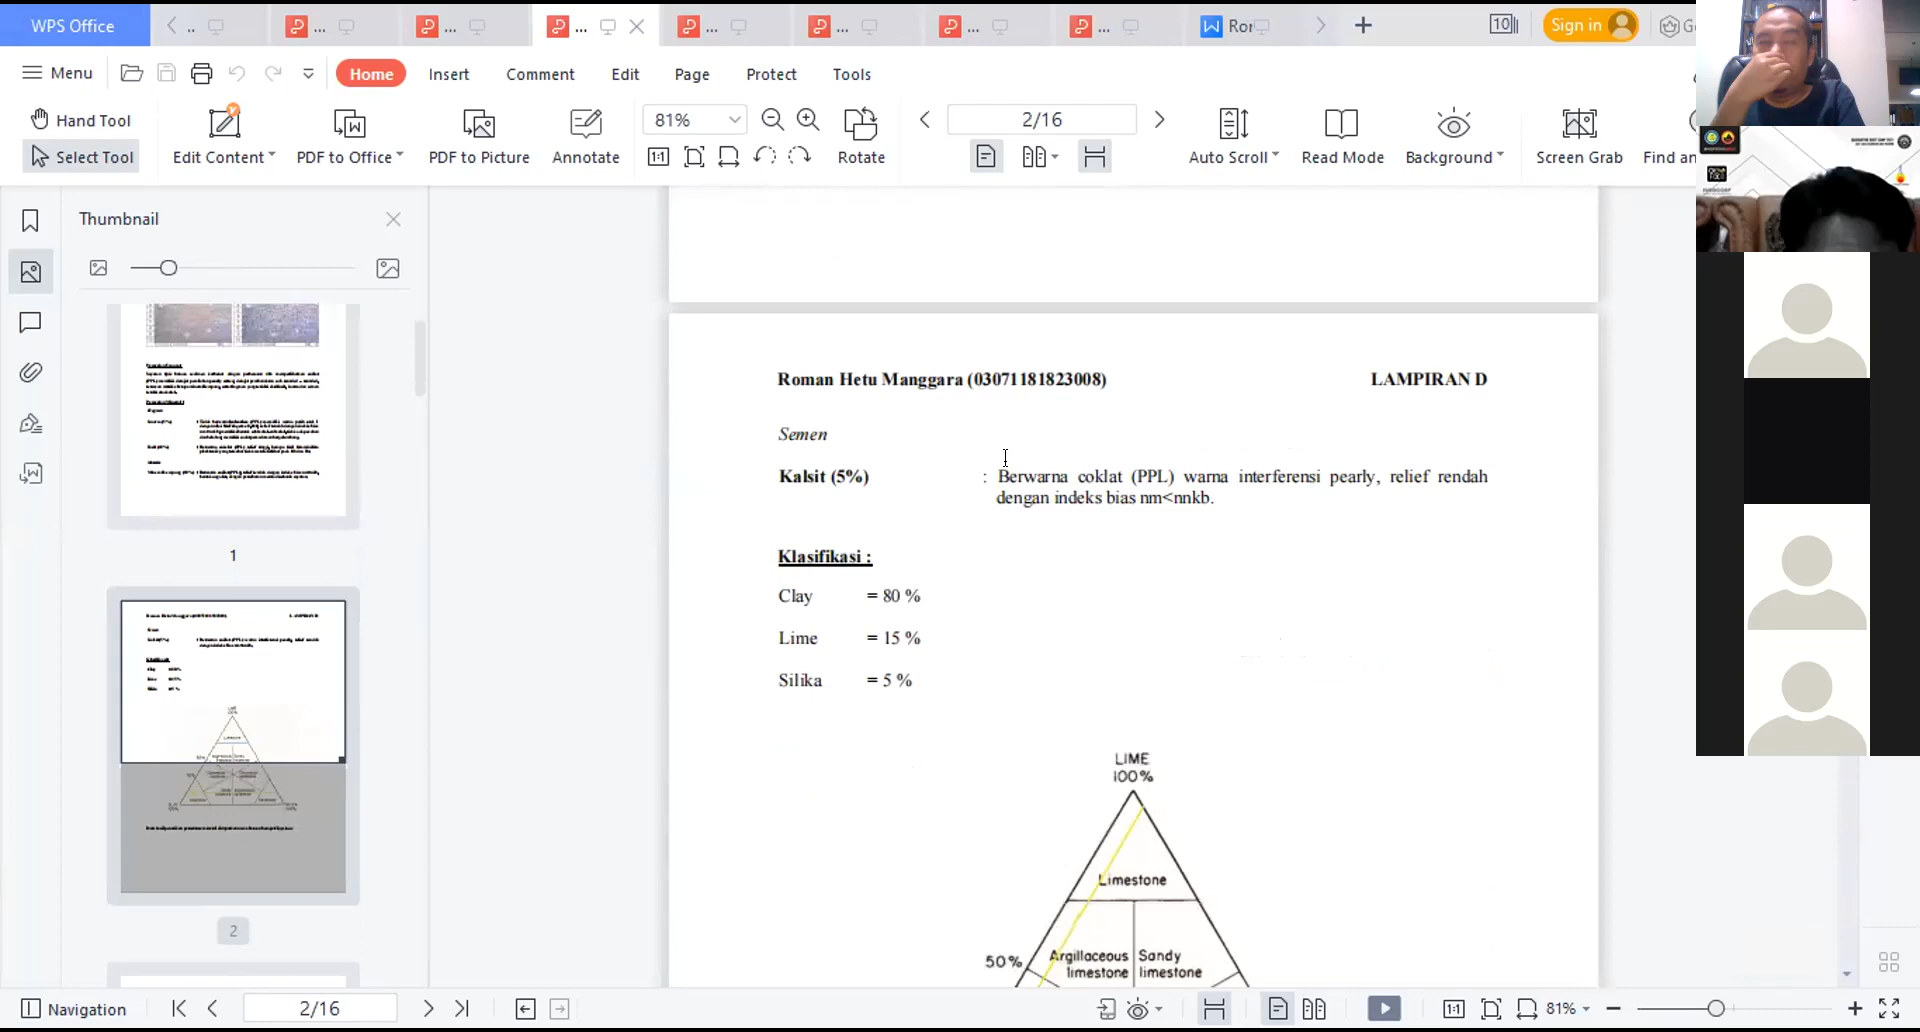 WPS Office
..
...
...
...
...
...
...
...
Ror
10
Sign in
G
Menu
Home
Insert
Comment
Edit
Page
Protect
Tools
Hand Tool
Select Tool
Edit Content
PDF to Office
PDF to Picture
Annotate
81%
Rotate
2/16
Auto Scroll
Read Mode
Background
Screen Grab
Find an
Thumbnail
1
2
Roman Hetu Manggara (03071181823008)
LAMPIRAN D
Semen
Kalsit (5%) : Berwarna coklat (PPL) warna interferensi pearly, relief rendah
dengan indeks bias nm<nnkb.
Klasifikasi :
Clay = 80 %
Lime = 15 %
Silika = 5 %
LIME
100%
Limestone
50%
Argillaceous
limestone
Sandy
limestone
Navigation
2/16
81%